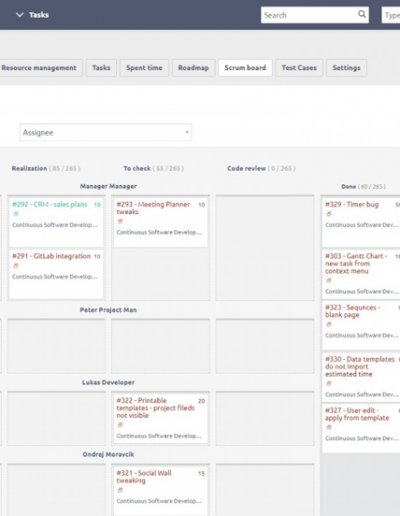 Tasks
Search
Type
Resource management
Tasks
Spent time
Roadmap
Scrum board
Test Cases
Settings
Assignee
Realization ( 85 / 265 )
To check ( 55 / 265 )
Code review ( 0 / 265 )
Manager Manager
Done ( 60 / 265 )
#292 - CRM - sales plans 10
Continuous Software Develop...
#293 - Meeting Planner 10
tweaks
Continuous Software Develop...
#329 - Timer bug
Continuous Software Dev...
#291 - GitLab integration 10
Continuous Software Develop...
#303 - Gantt Chart -
new task from
context menu
Continuous Software Dev...
Peter Project Man
#323 - Sequnces -
blank page
Continuous Software Dev...
#330 - Data templates
do not import
estimated time
Continuous Software Dev...
Lukas Developer
#322 - Printable 20
templates - project fileds
not visible
Continuous Software Develop...
#327 - User edit -
apply from template
Continuous Software Dev...
Ondrej Moravcik
#321 - Social Wall 15
tweaking
Continuous Software Develop...